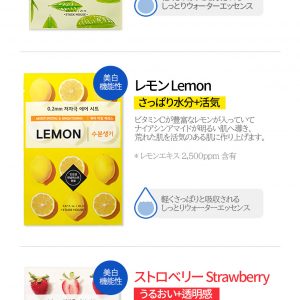 しっとりウォーターエッセンス
美白
機能性
レモン Lemon
さっぱり水分+活気
ビタミンCが豊富なレモンが入っていて
ナイアシンアマイドが明るい肌へ導き、
荒れた肌を活気のある肌に作り上げます。
* レモンエキス 2,500ppm 含有
0.2mm 저자극 에어 시트
LEMON
수분생기
軽くさっぱりと吸収される
しっとりウォーターエッセンス
美白
機能性
ストロベリー Strawberry
うるおい+透明感